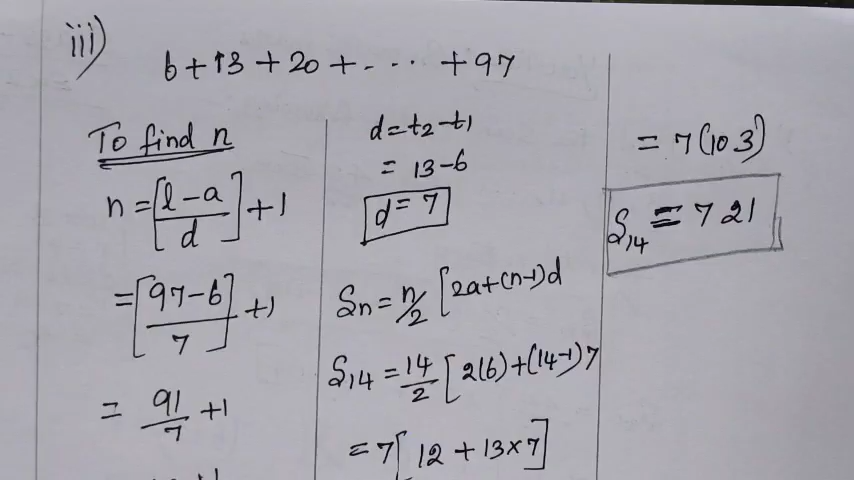 iii)
6 + 13 + 20 + - ... + 97
To find n
n = [l - a / d] + 1
= [97 - 6 / 7] + 1
= 91/7 + 1
d = t2 - t1
= 13 - 6
d = 7
Sn = n/2 [2a + (n-1)d
S14 = 14/2 [2(6) + (14-1)7
= 7[12 + 13 × 7]
= 7(103)
S14 = 721